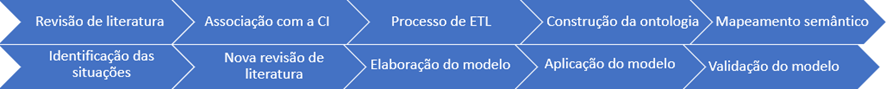 Revisão de literatura
Associação com a CI
Processo de ETL
Construção da ontologia
Mapeamento semântico
Identificação das
situações
Nova revisão de
literatura
Elaboração do modelo
Aplicação do modelo
Validação do modelo